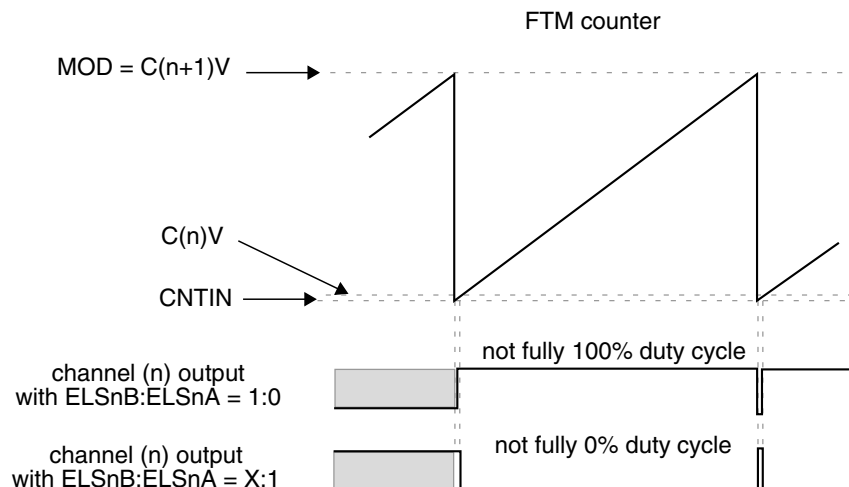 FTM counter
MOD = C(n+1)V
C(n)V
CNTIN
not fully 100% duty cycle
channel (n) output
with ELSnB:ELSnA = 1:0
not fully 0% duty cycle
channel (n) output
with ELSnB:ELSnA = X:1